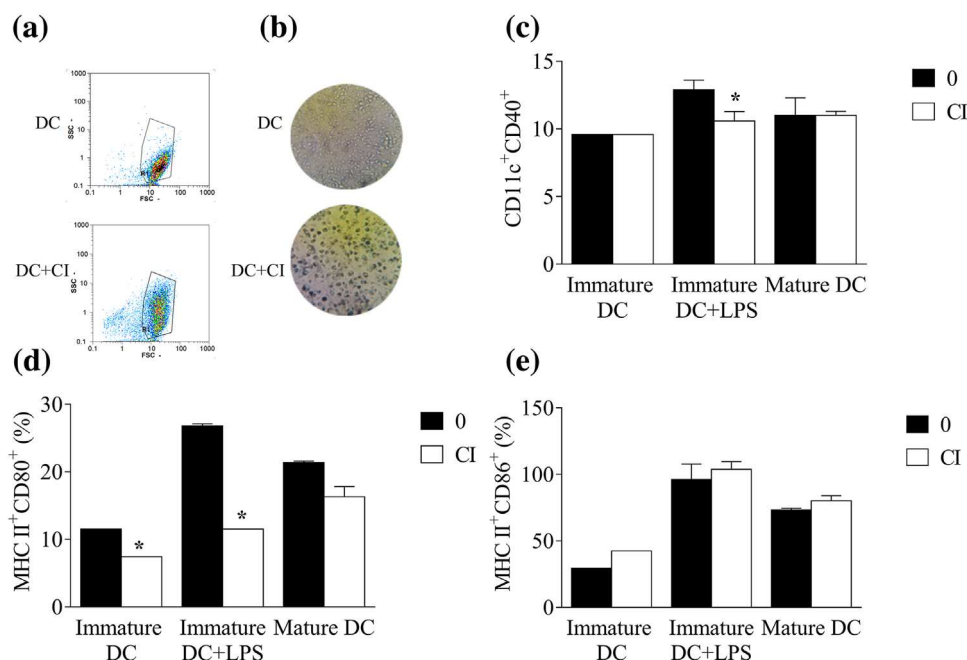 (a)
DC
1000
100
10
1
0.1
SSC -
R1
0.1 1 10 100 1000
FSC -
DC+CI
1000
100
10
1
0.1
SSC -
0.1 1 10 100 1000
FSC -
(b)
DC
DC+CI
(c)
CD11c+CD40+
15
10
5
0
*
Immature
DC
Immature
DC+LPS
Mature DC
0
CI
(d)
MHC II+CD80+ (%)
30
20
10
0
*
*
Immature
DC
Immature
DC+LPS
Mature DC
0
CI
(e)
MHC II+CD86+ (%)
150
100
50
0
Immature
DC
Immature
DC+LPS
Mature DC
0
CI